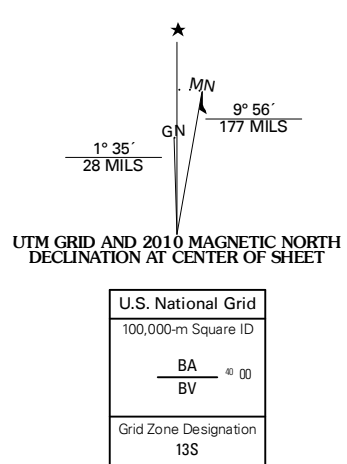 MN
9° 56´
177 MILS
GN
1° 35´
28 MILS
UTM GRID AND 2010 MAGNETIC NORTH
DECLINATION AT CENTER OF SHEET
U.S. National Grid
100,000-m Square ID
BA
BV
40 00
Grid Zone Designation
13S